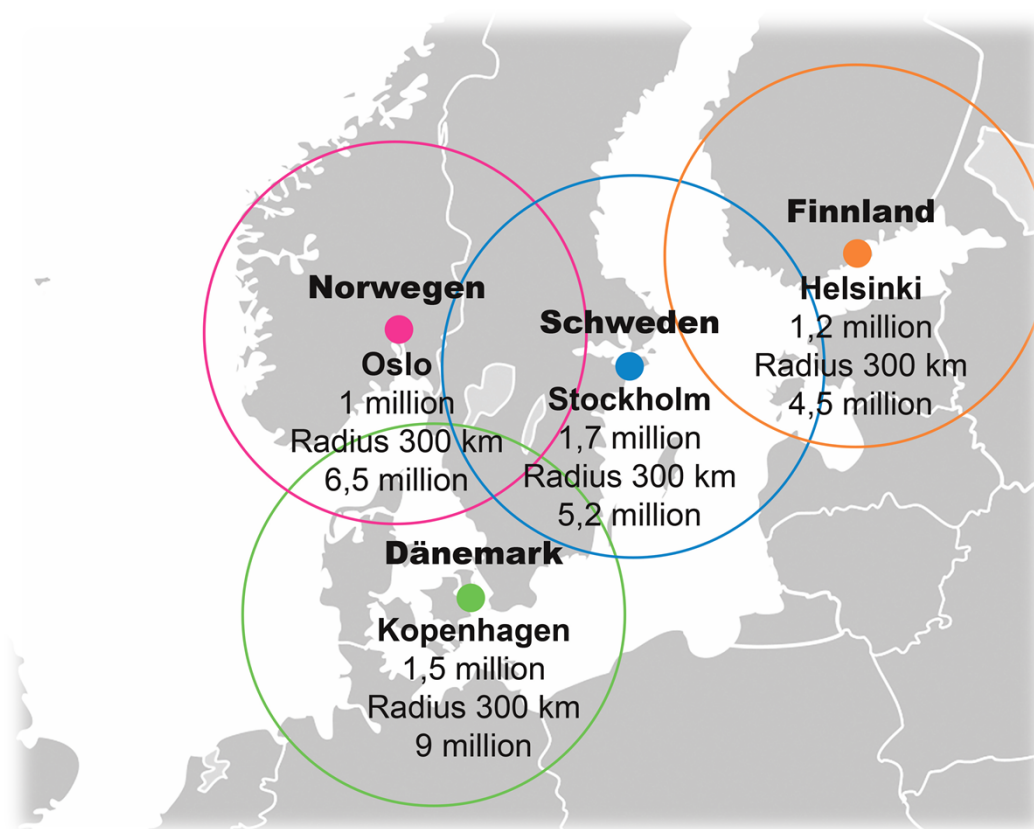 Finnland
Helsinki
1,2 million
Radius 300 km
4,5 million
Norwegen
Oslo
1 million
Radius 300 km
6,5 million
Schweden
Stockholm
1,7 million
Radius 300 km
5,2 million
Dänemark
Kopenhagen
1,5 million
Radius 300 km
9 million